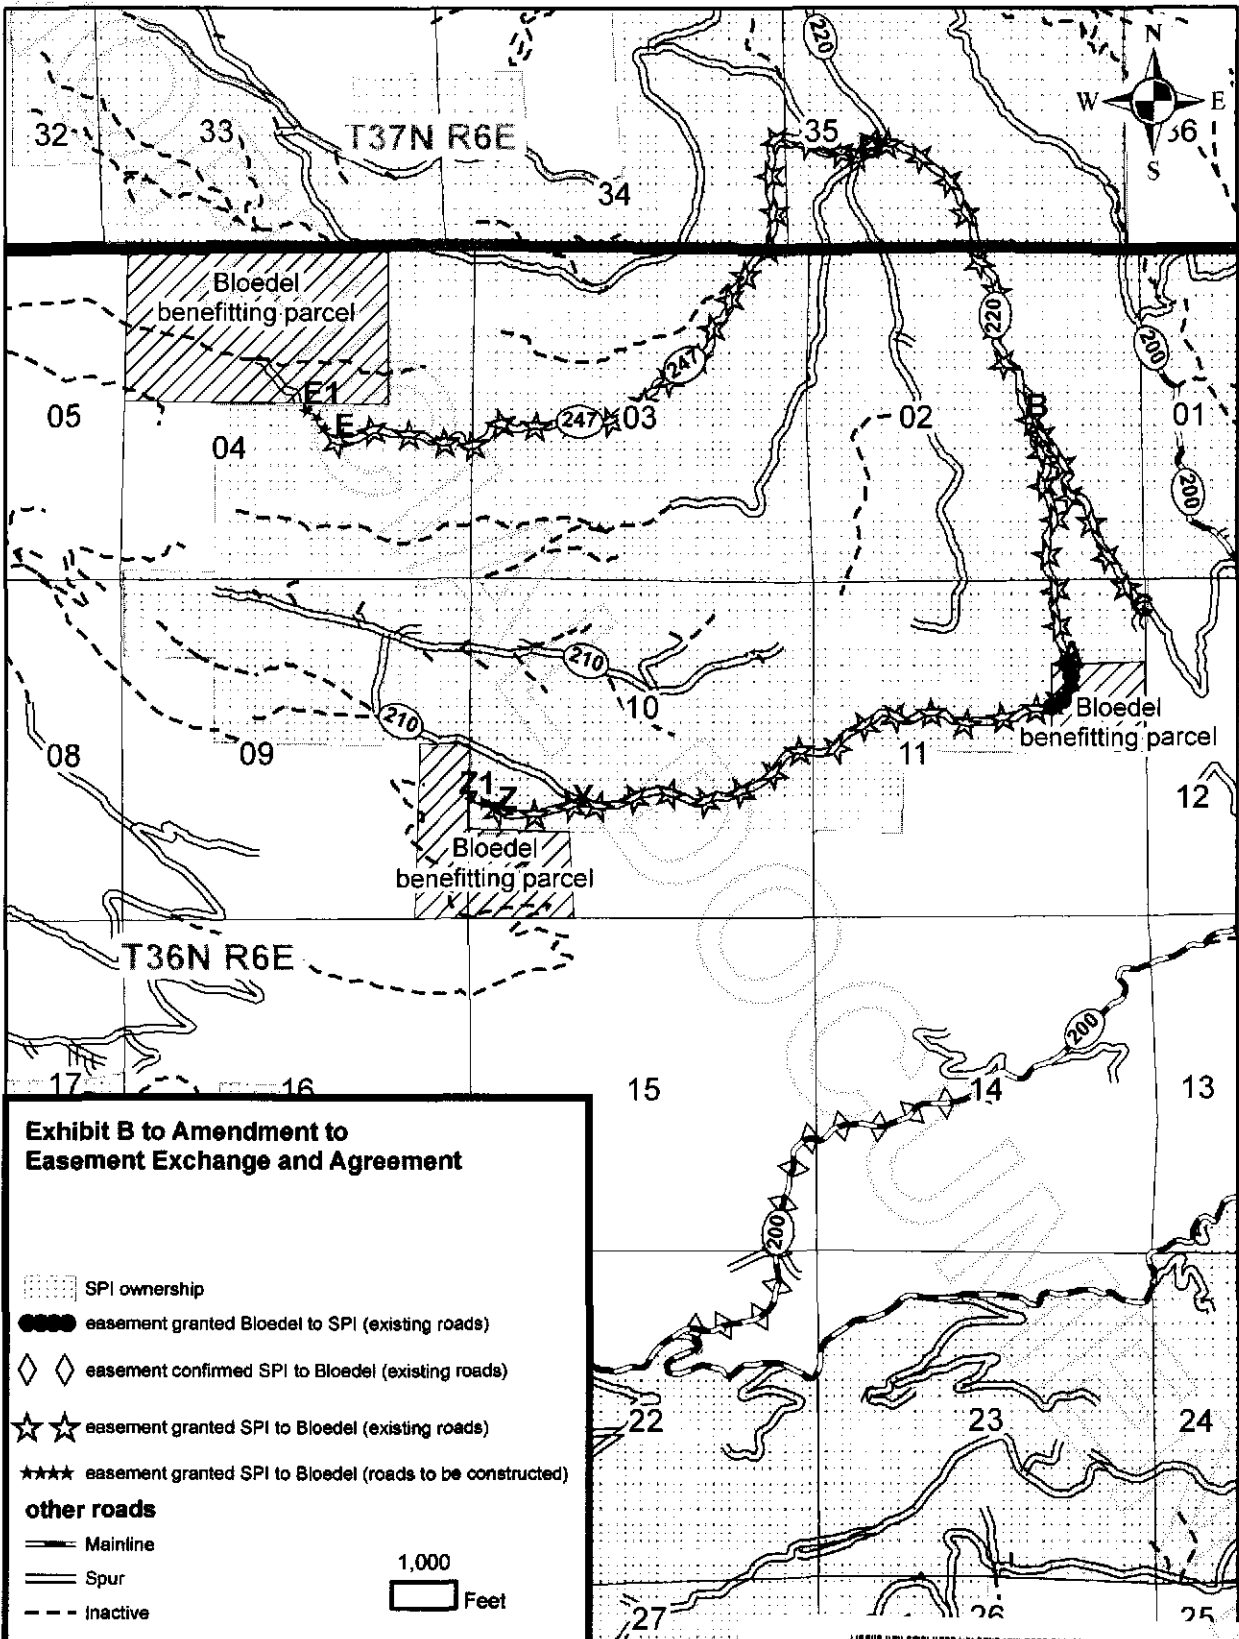 220
N
W E
S
32
33
T37N R6E
35
36
34
Bloedel
benefitting parcel
220
200
247
E1
05
E
247
03
02
B
01
04
200
210
10
Bloedel
benefitting parcel
210
08
09
11
Z1
Z
12
Bloedel
benefitting parcel
T36N R6E
200
17
16
15
14
13
200
Exhibit B to Amendment to
Easement Exchange and Agreement
SPI ownership
easement granted Bloedel to SPI (existing roads)
easement confirmed SPI to Bloedel (existing roads)
easement granted SPI to Bloedel (existing roads)
easement granted SPI to Bloedel (roads to be constructed)
other roads
Mainline
Spur
Inactive
1,000
Feet
22
23
24
27
26
25